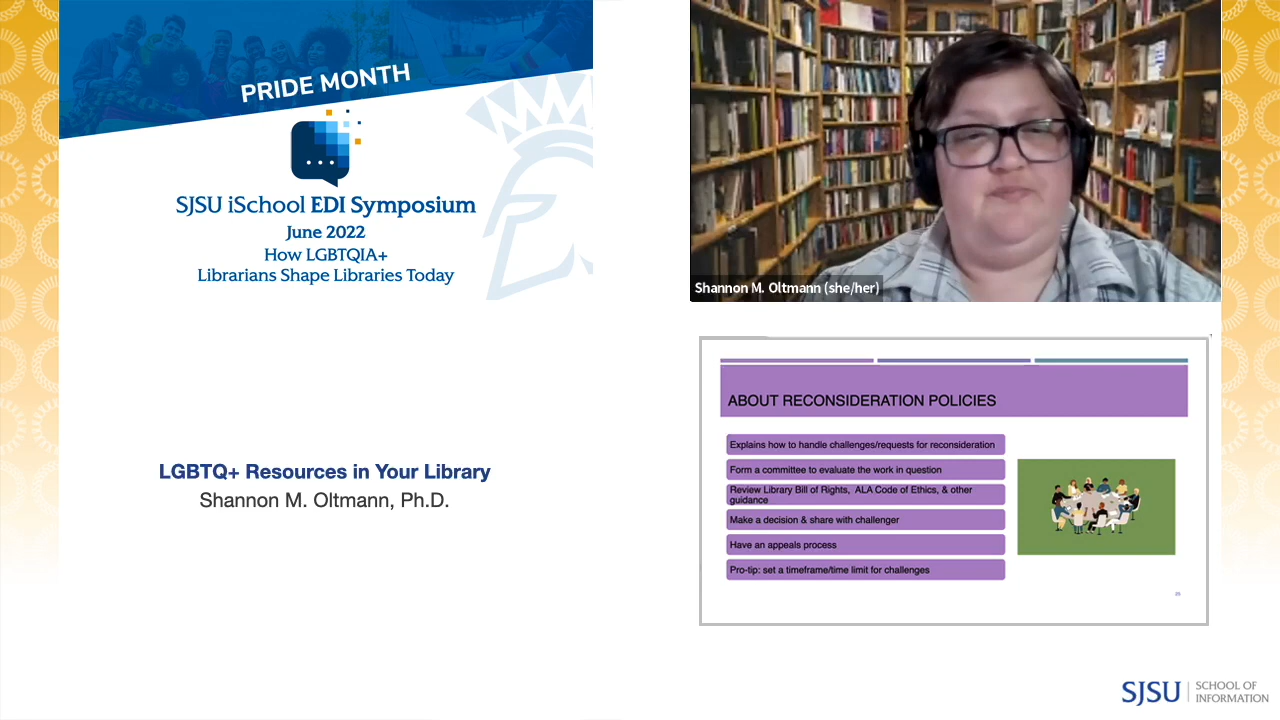 PRIDE MONTH
SJSU iSchool EDI Symposium
June 2022
How LGBTQIA+
Librarians Shape Libraries Today
LGBTQ+ Resources in Your Library
Shannon M. Oltmann, Ph.D.
Shannon M. Oltmann (she/her)
ABOUT RECONSIDERATION POLICIES
Explains how to handle challenges/requests for reconsideration
Form a committee to evaluate the work in question
Review Library Bill of Rights, ALA Code of Ethics, & other
guidance
Make a decision & share with challenger
Have an appeals process
Pro-tip: set a timeframe/time limit for challenges
SJSU SCHOOL OF
INFORMATION